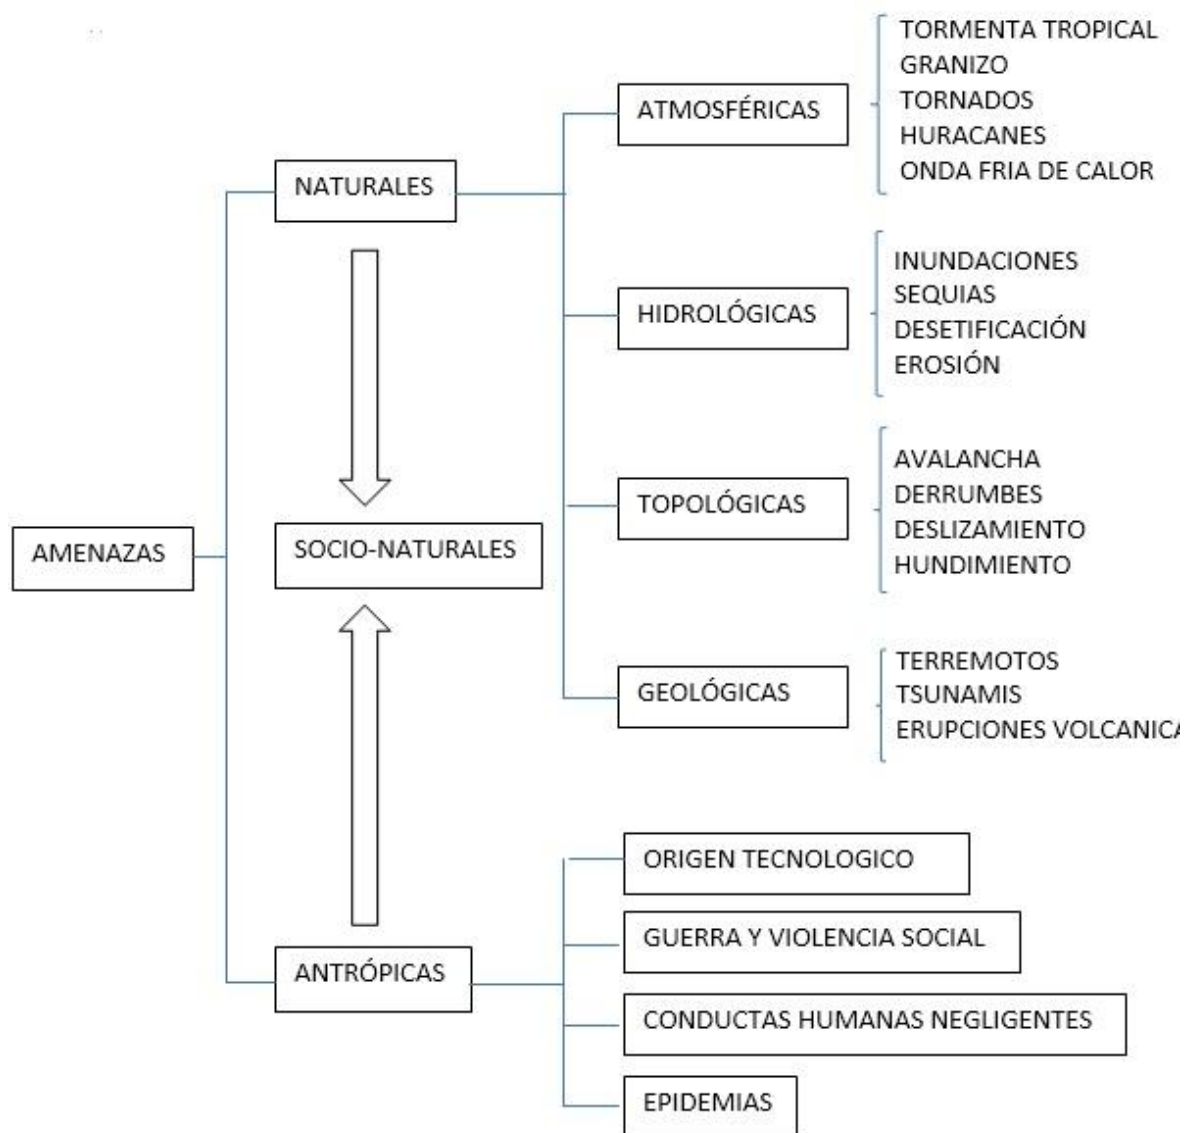 AMENAZAS
NATURALES
SOCIO-NATURALES
ANTRÓPICAS
ATMOSFÉRICAS
TORMENTA TROPICAL
GRANIZO
TORNADOS
HURACANES
ONDA FRIA DE CALOR
HIDROLÓGICAS
INUNDACIONES
SEQUIAS
DESETIFICACIÓN
EROSIÓN
TOPOLÓGICAS
AVALANCHA
DERRUMBES
DESLIZAMIENTO
HUNDIMIENTO
GEOLÓGICAS
TERREMOTOS
TSUNAMIS
ERUPCIONES VOLCANICA
ORIGEN TECNOLOGICO
GUERRA Y VIOLENCIA SOCIAL
CONDUCTAS HUMANAS NEGLIGENTES
EPIDEMIAS